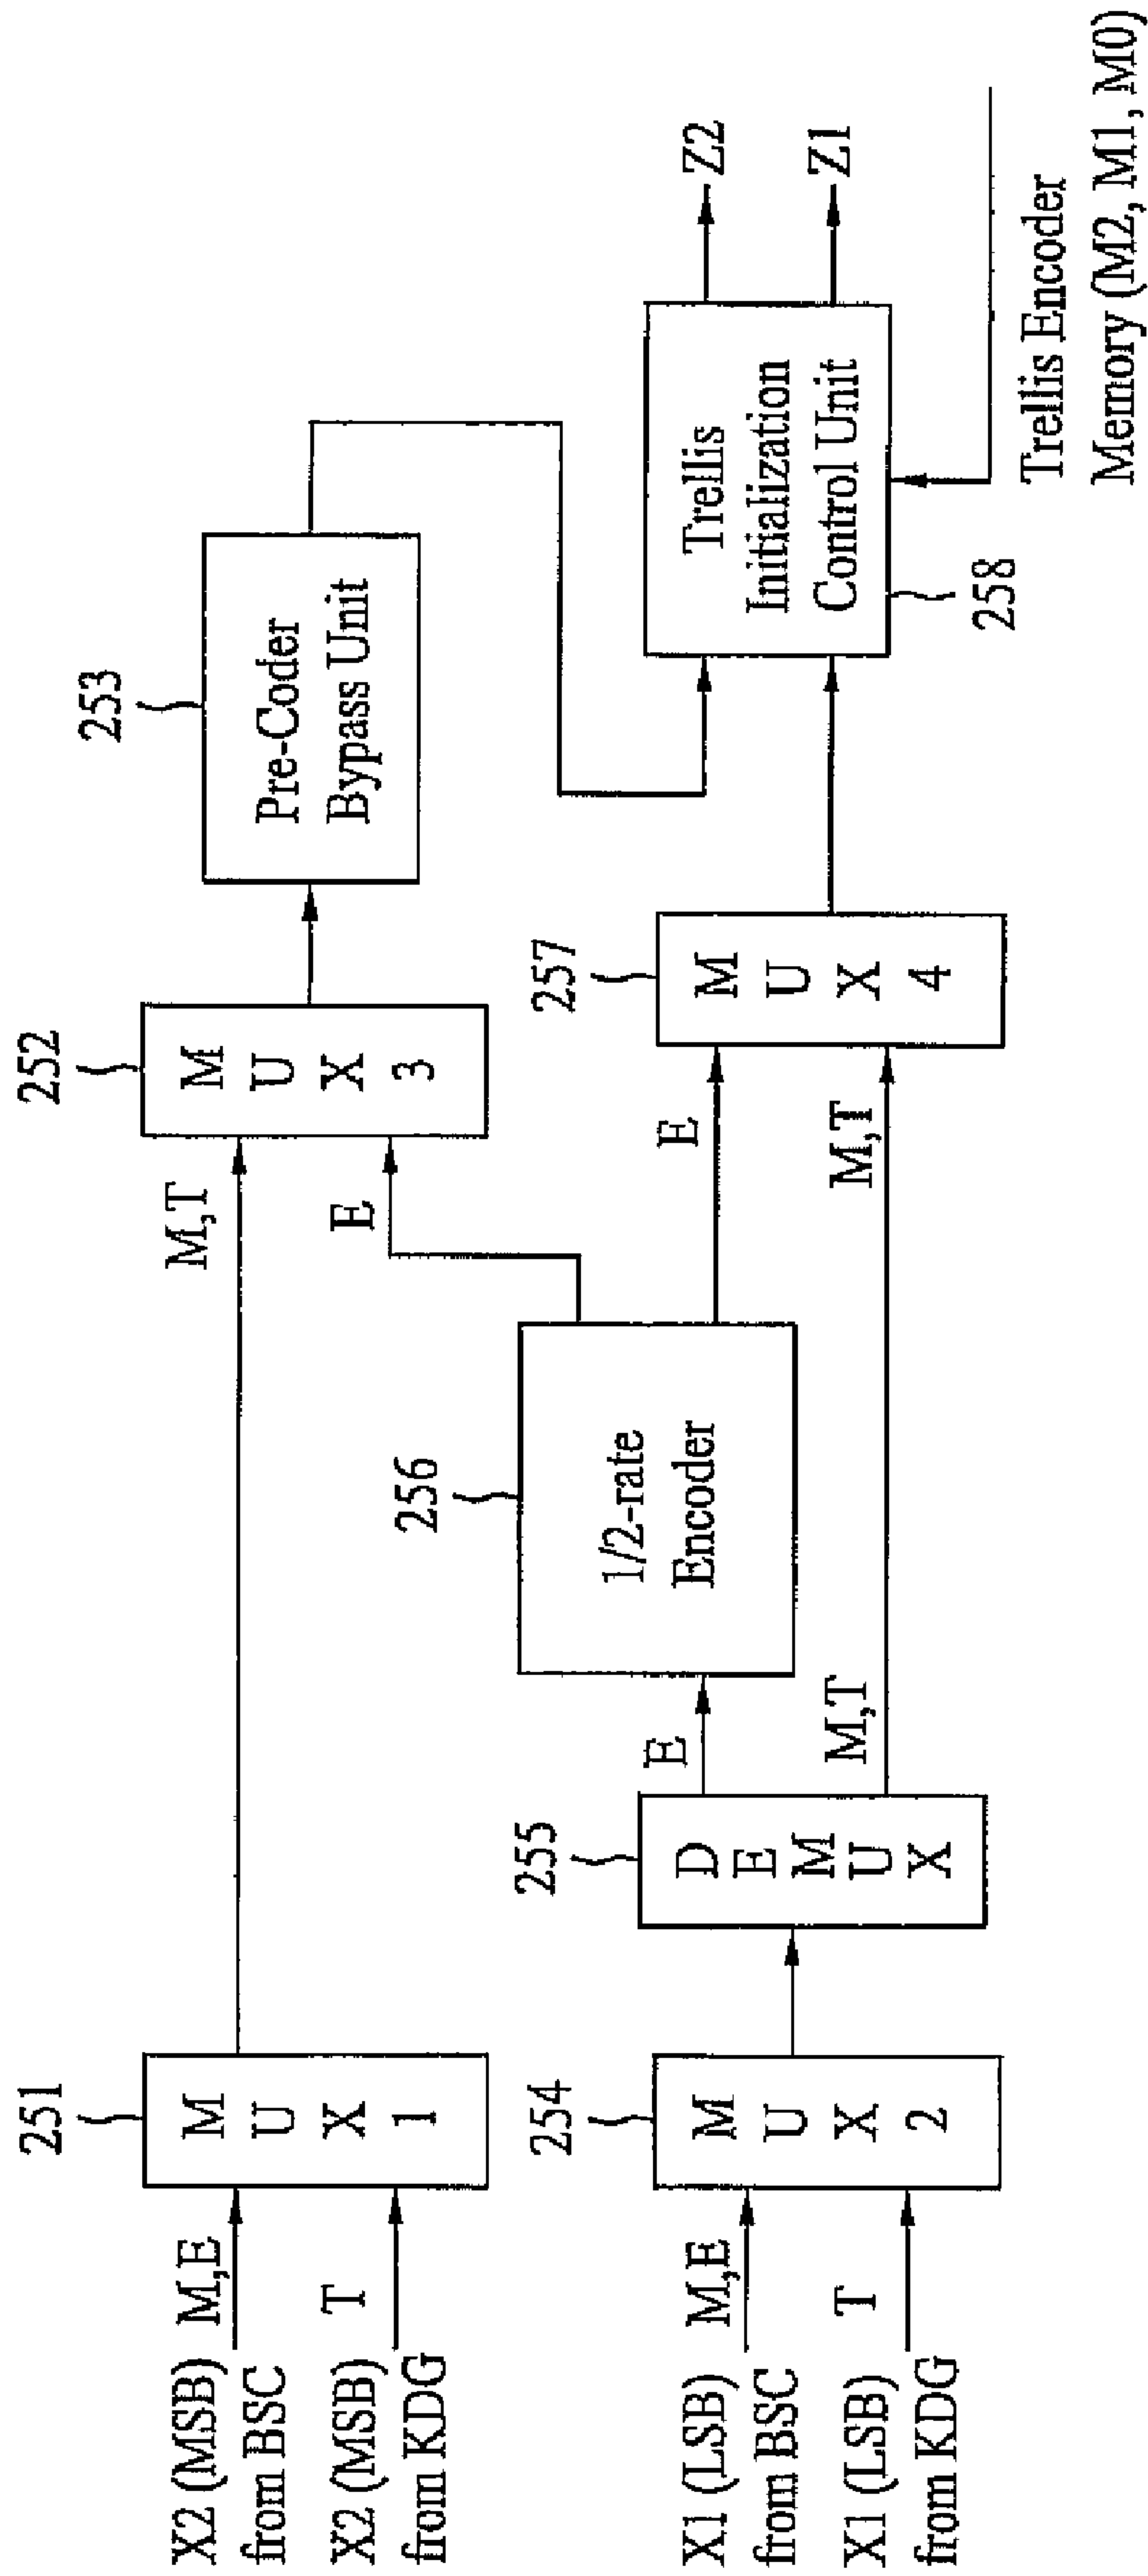 X2 (MSB)
from BSC
M,E
X2 (MSB)
from KDG
T
251
M
U
X
1
M,T
E
252
M
U
X
3
253
Pre-Coder
Bypass Unit
X1 (LSB)
from BSC
M,E
X1 (LSB)
from KDG
T
254
M
U
X
2
255
D
E
M
U
X
E
M,T
256
1/2-rate
Encoder
E
M,T
257
M
U
X
4
Trellis
Initialization
Control Unit
258
Z2
Z1
Trellis Encoder
Memory (M2, M1, M0)